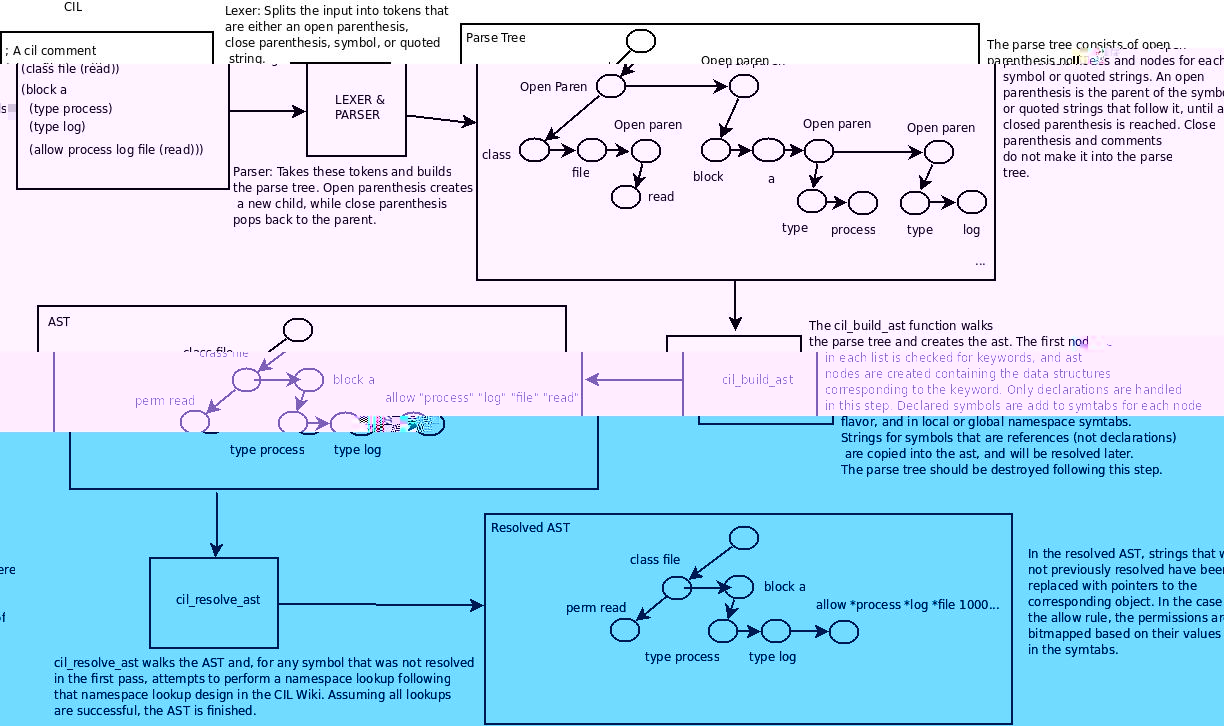 CIL
; A cil comment
(class file (read))
(block a
(type process)
(type log)
(allow process log file (read)))
Lexer: Splits the input into tokens that
are either an open parenthesis,
close parenthesis, symbol, or quoted
string.
LEXER &
PARSER
Parser: Takes these tokens and builds
the parse tree. Open parenthesis creates
a new child, while close parenthesis
pops back to the parent.
Parse Tree
Open paren
Open Paren
Open paren
Open paren
Open paren
class
file
read
block
a
type
process
type
log
...
The parse tree consists of open
parenthesis and nodes for each
symbol or quoted strings. An open
parenthesis is the parent of the
or quoted strings that follow it, until a
closed parenthesis is reached. Close
parenthesis and comments
do not make it into the parse
tree.
AST
class file
block a
perm read
allow "process" "log" "file" "read"
type process
type log
cil_build_ast
The cil_build_ast function walks
the parse tree and creates the ast. The first
in each list is checked for keywords, and ast
nodes are created containing the data structures
corresponding to the keyword. Only declarations are handled
in this step. Declared symbols are add to symtabs for each node
flavor, and in local or global namespace symtabs.
Strings for symbols that are references (not declarations)
are copied into the ast, and will be resolved later.
The parse tree should be destroyed following this step.
cil_resolve_ast
cil_resolve_ast walks the AST and, for any symbol that was not resolved
in the first pass, attempts to perform a namespace lookup following
that namespace lookup design in the CIL Wiki. Assuming all lookups
are successful, the AST is finished.
Resolved AST
class file
block a
perm read
allow *process *log *file 1000...
type process
type log
In the resolved AST, strings that
not previously resolved have been
replaced with pointers to the
corresponding object. In the case
the allow rule, the permissions are
bitmapped based on their values
in the symtabs.